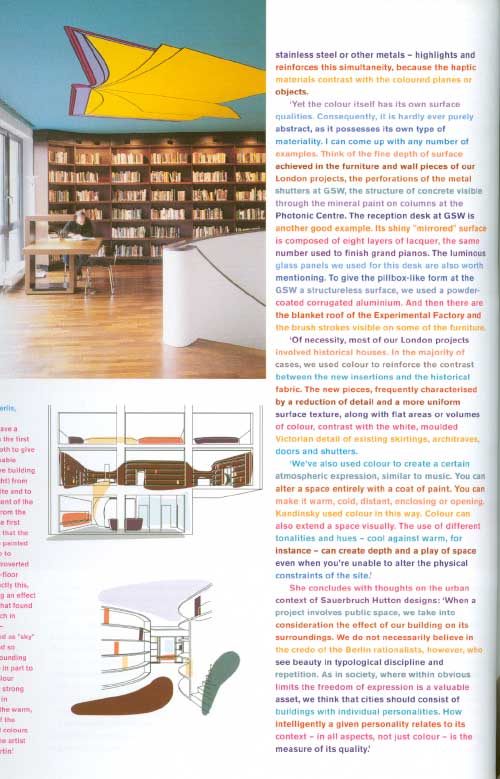 erlin,
ave a
the first
pth to give
able
e building
ht) from
ite and to
ent of the
rom the
e first
that the
painted
to
troverted
-floor
ctly this,
g an effect
hat found
ch in
–
ed as "sky"
d so
ounding
in part to
lour
strong
in
the warm,
f the
colours
e artist
rtin'
stainless steel or other metals – highlights and
reinforces this simultaneity, because the haptic
materials contrast with the coloured planes or
objects.
'Yet the colour itself has its own surface
qualities. Consequently, it is hardly ever purely
abstract, as it possesses its own type of
materiality. I can come up with any number of
examples. Think of the fine depth of surface
achieved in the furniture and wall pieces of our
London projects, the perforations of the metal
shutters at GSW, the structure of concrete visible
through the mineral paint on columns at the
Photonic Centre. The reception desk at GSW is
another good example. Its shiny "mirrored" surface
is composed of eight layers of lacquer, the same
number used to finish grand pianos. The luminous
glass panels we used for this desk are also worth
mentioning. To give the pillbox-like form at the
GSW a structureless surface, we used a powder-
coated corrugated aluminium. And then there are
the blanket roof of the Experimental Factory and
the brush strokes visible on some of the furniture.
'Of necessity, most of our London projects
involved historical houses. In the majority of
cases, we used colour to reinforce the contrast
between the new insertions and the historical
fabric. The new pieces, frequently characterised
by a reduction of detail and a more uniform
surface texture, along with flat areas or volumes
of colour, contrast with the white, moulded
Victorian detail of existing skirtings, architraves,
doors and shutters.
'We've also used colour to create a certain
atmospheric expression, similar to music. You can
alter a space entirely with a coat of paint. You can
make it warm, cold, distant, enclosing or opening.
Kandinsky used colour in this way. Colour can
also extend a space visually. The use of different
tonalities and hues – cool against warm, for
instance – can create depth and a play of space
even when you're unable to alter the physical
constraints of the site.'
She concludes with thoughts on the urban
context of Sauerbruch Hutton designs: 'When a
project involves public space, we take into
consideration the effect of our building on its
surroundings. We do not necessarily believe in
the credo of the Berlin rationalists, however, who
see beauty in typological discipline and
repetition. As in society, where within obvious
limits the freedom of expression is a valuable
asset, we think that cities should consist of
buildings with individual personalities. How
intelligently a given personality relates to its
context – in all aspects, not just colour – is the
measure of its quality.'